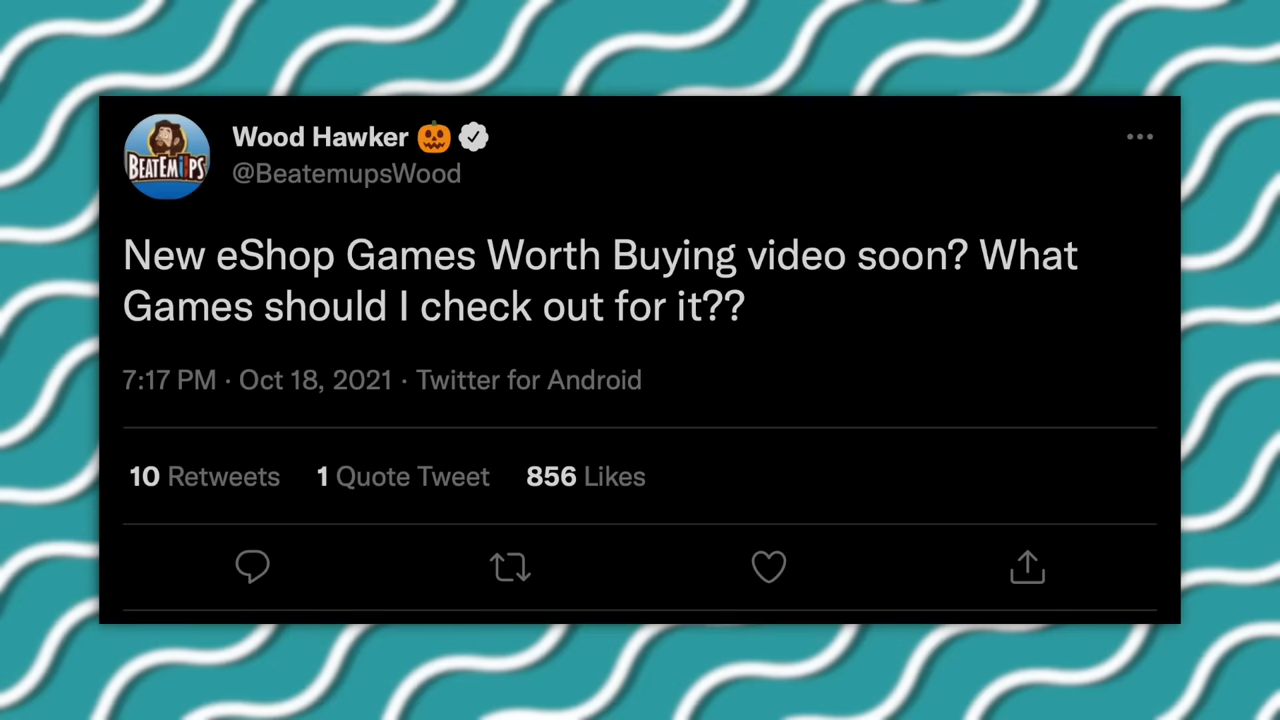 Wood Hawker 🎃
BEATEMUPS
@BeatemupsWood
New eShop Games Worth Buying video soon? What
Games should I check out for it??
7:17 PM · Oct 18, 2021 · Twitter for Android
10 Retweets 1 Quote Tweet 856 Likes